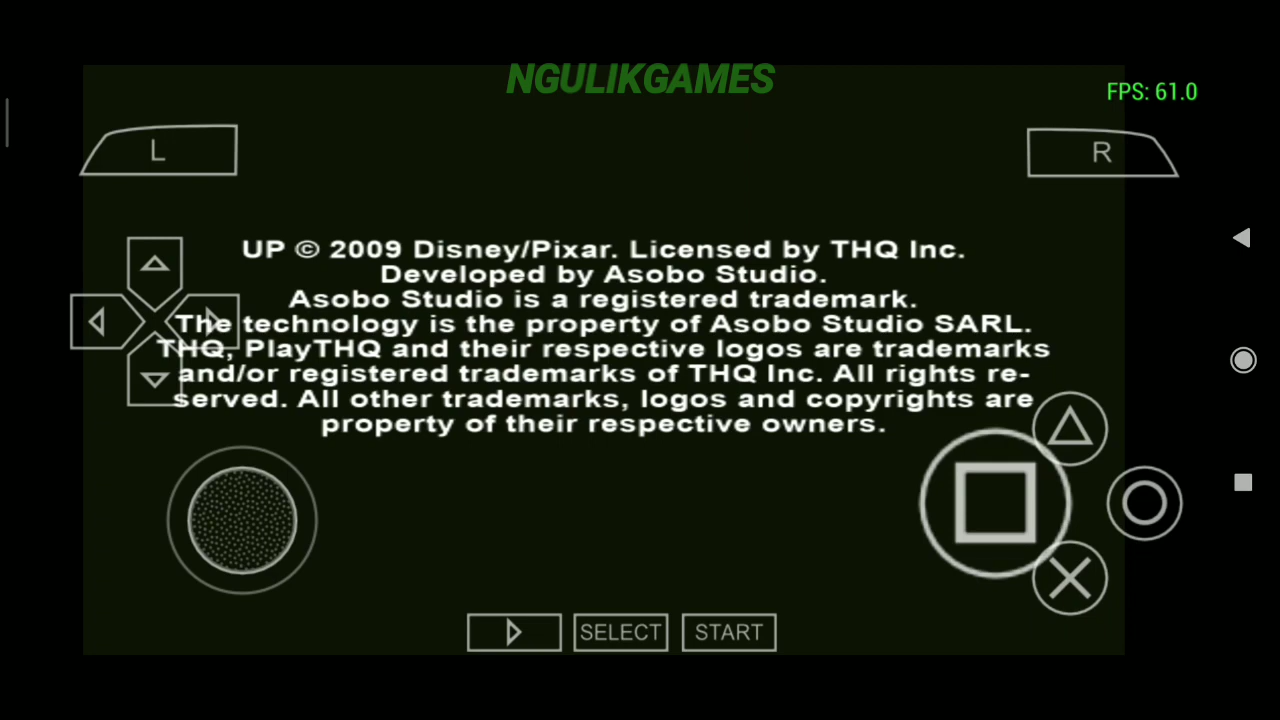 NGULIKGAMES
FPS: 61.0
L
R
UP © 2009 Disney/Pixar. Licensed by THQ Inc.
Developed by Asobo Studio.
Asobo Studio is a registered trademark.
The technology is the property of Asobo Studio SARL.
THQ, PlayTHQ and their respective logos are trademarks
and/or registered trademarks of THQ Inc. All rights re-
served. All other trademarks, logos and copyrights are
property of their respective owners.
SELECT
START